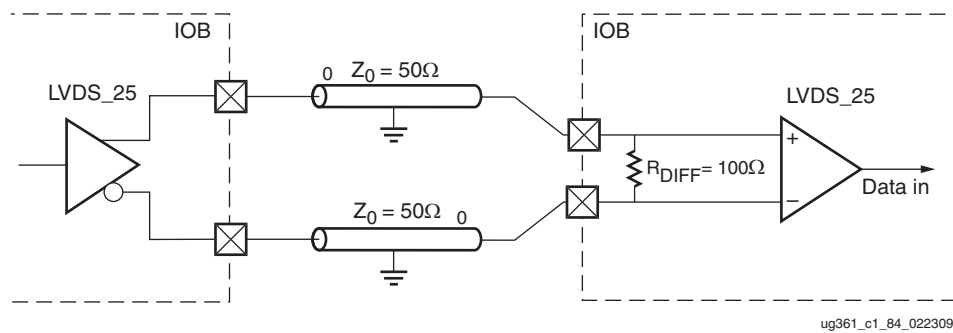 IOB
IOB
0 Z0 = 50Ω
LVDS_25
LVDS_25
+
RDIFF= 100Ω
Data in
–
Z0 = 50Ω 0
ug361_c1_84_022309